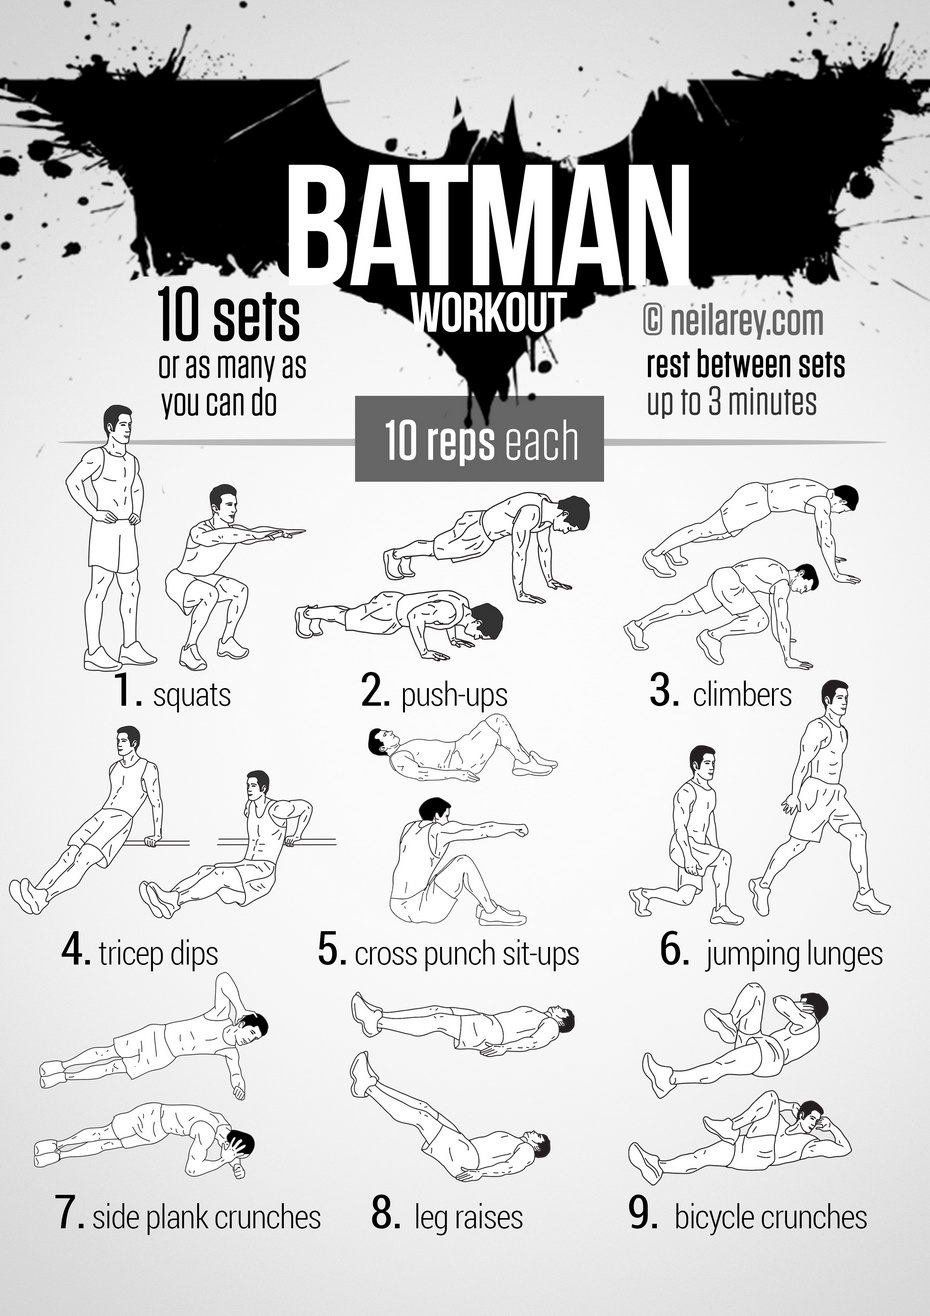 BATMAN
WORKOUT
10 sets
or as many as
you can do
© neilarey.com
rest between sets
up to 3 minutes
10 reps each
1. squats
2. push-ups
3. climbers
4. tricep dips
5. cross punch sit-ups
6. jumping lunges
7. side plank crunches
8. leg raises
9. bicycle crunches